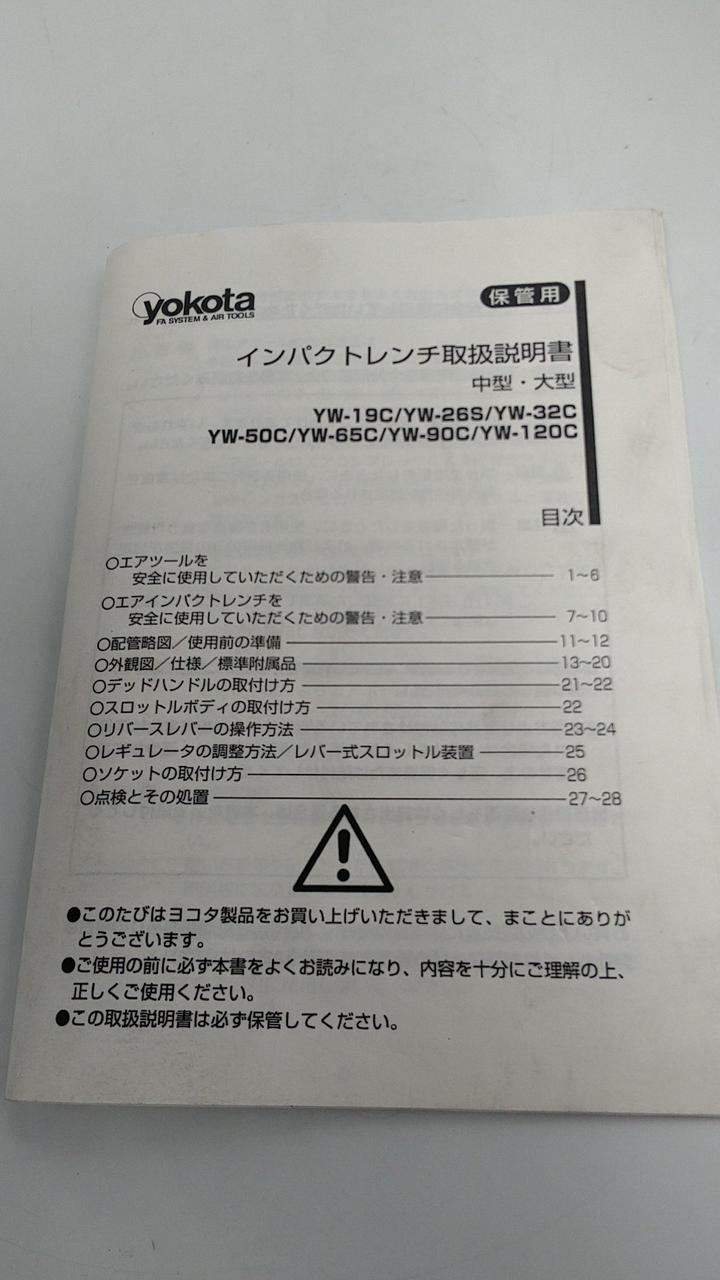 yokota
FA SYSTEM & AIR TOOLS
保管用
インパクトレンチ取扱説明書
中型・大型
YW-19C/YW-26S/YW-32C
YW-50C/YW-65C/YW-90C/YW-120C
目次
○エアツールを
安全に使用していただくための警告・注意 1~6
○エアインパクトレンチを
安全に使用していただくための警告・注意 7~10
○配管略図/使用前の準備 11~12
○外観図/仕様/標準附属品 13~20
○デッドハンドルの取付け方 21~22
○スロットルボディの取付け方 22
○リバースレバーの操作方法 23~24
○レギュレータの調整方法/レバー式スロットル装置 25
○ソケットの取付け方 26
○点検とその処置 27~28
●このたびはヨコタ製品をお買い上げいただきまして、まことにありが
とうございます。
●ご使用の前に必ず本書をよくお読みになり、内容を十分にご理解の上、
正しくご使用ください。
●この取扱説明書は必ず保管してください。